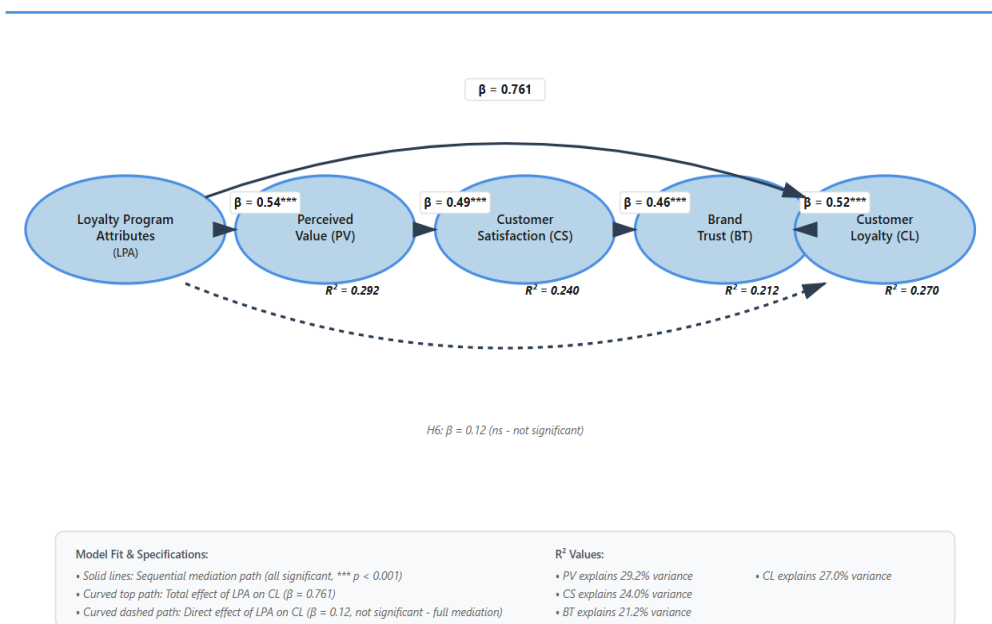 β = 0.761
β = 0.54***
β = 0.49***
β = 0.46***
β = 0.52***
Loyalty Program
Attributes
(LPA)
Perceived
Value (PV)
Customer
Satisfaction (CS)
Brand
Trust (BT)
Customer
Loyalty (CL)
R² = 0.292
R² = 0.240
R² = 0.212
R² = 0.270
H6: β = 0.12 (ns - not significant)
Model Fit & Specifications:
• Solid lines: Sequential mediation path (all significant, *** p < 0.001)
• Curved top path: Total effect of LPA on CL (β = 0.761)
• Curved dashed path: Direct effect of LPA on CL (β = 0.12, not significant - full mediation)
R² Values:
• PV explains 29.2% variance
• CS explains 24.0% variance
• BT explains 21.2% variance
• CL explains 27.0% variance